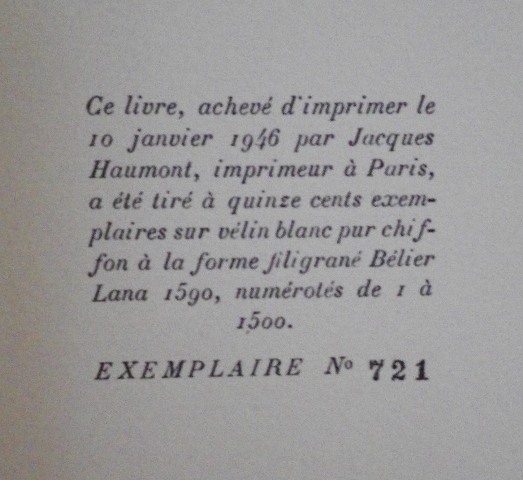 Ce livre, achevé d'imprimer le
10 janvier 1946 par Jacques
Haumont, imprimeur à Paris,
a été tiré à quinze cents exem-
plaires sur vélin blanc pur chif-
fon à la forme filigrané Bélier
Lana 1590, numérotés de 1 à
1500.
EXEMPLAIRE No 721